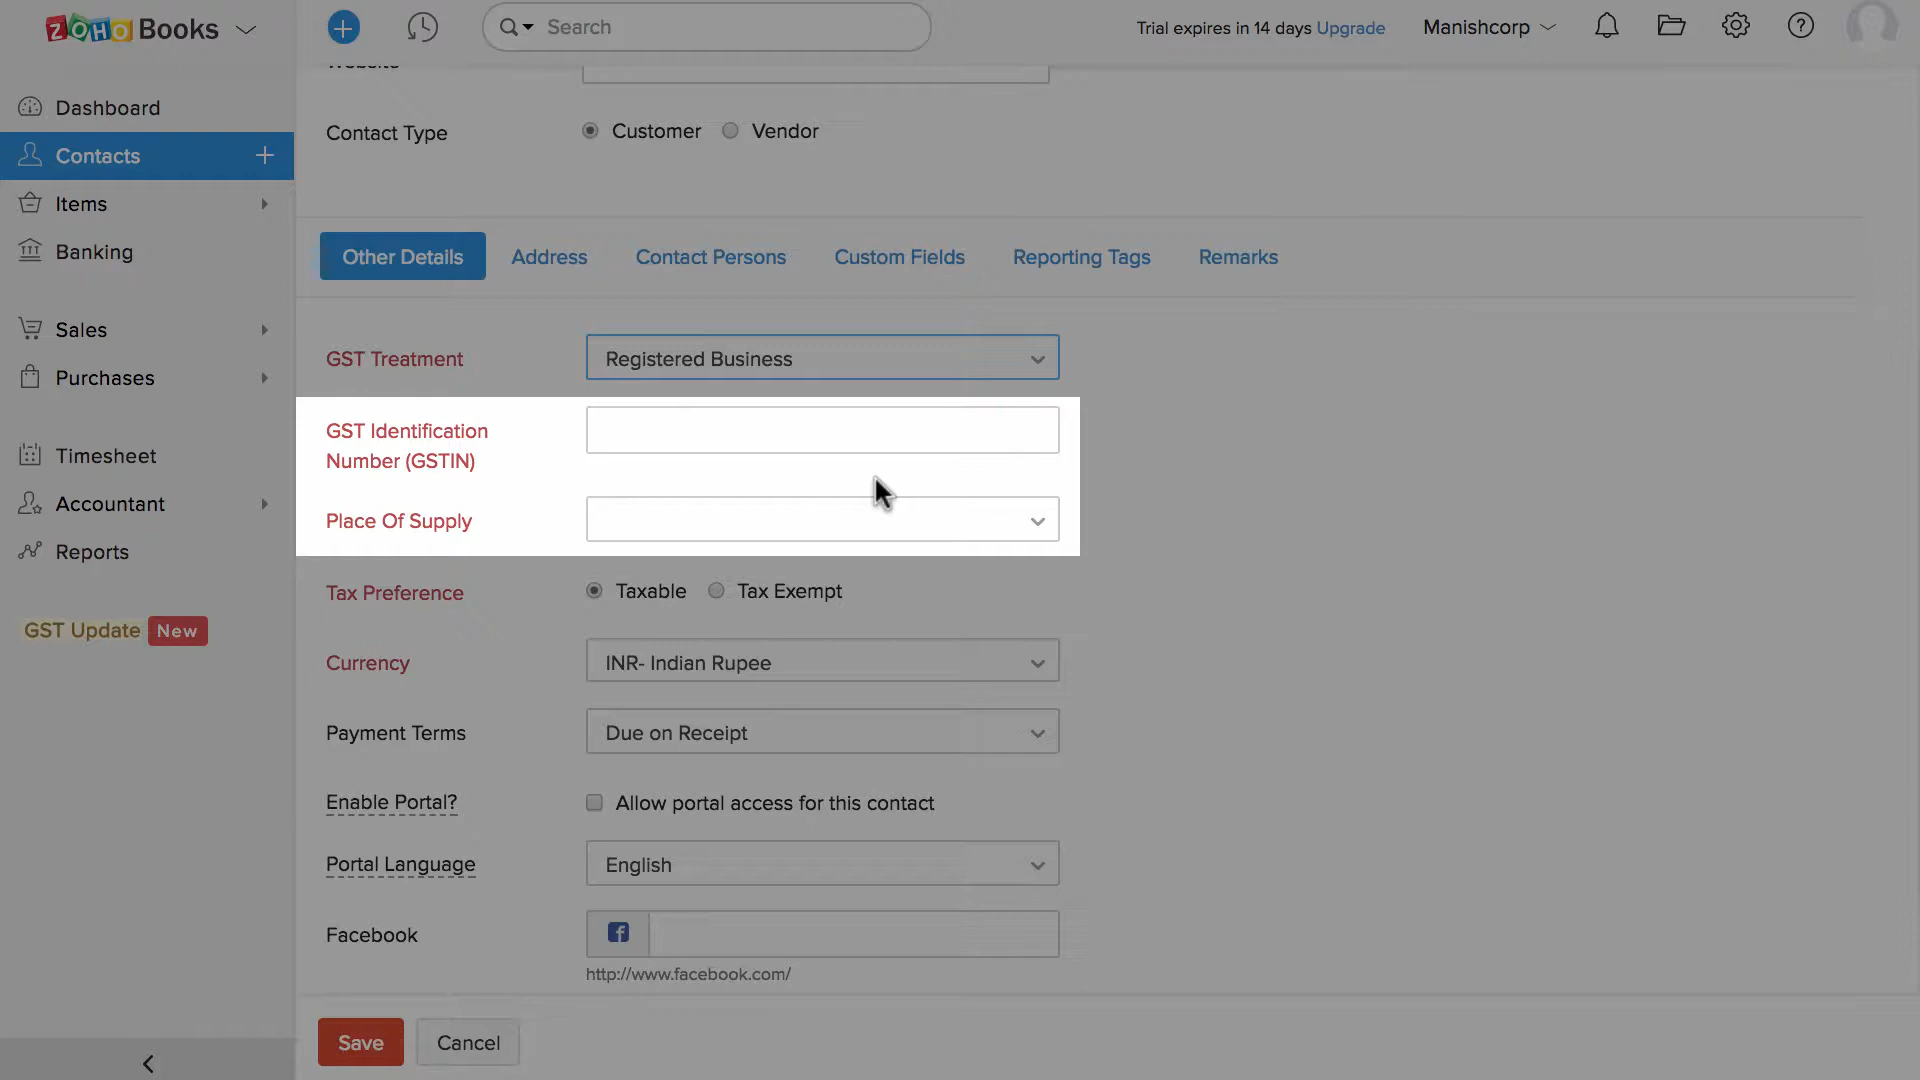 ZOHO Books
Search
Trial expires in 14 days Upgrade
Manishcorp
Website
Dashboard
Contacts
Items
Banking
Sales
Purchases
Timesheet
Accountant
Reports
GST Update New
Contact Type
Customer
Vendor
Other Details
Address
Contact Persons
Custom Fields
Reporting Tags
Remarks
GST Treatment
Registered Business
GST Identification
Number (GSTIN)
Place Of Supply
Tax Preference
Taxable
Tax Exempt
Currency
INR- Indian Rupee
Payment Terms
Due on Receipt
Enable Portal?
Allow portal access for this contact
Portal Language
English
Facebook
http://www.facebook.com/
Save
Cancel